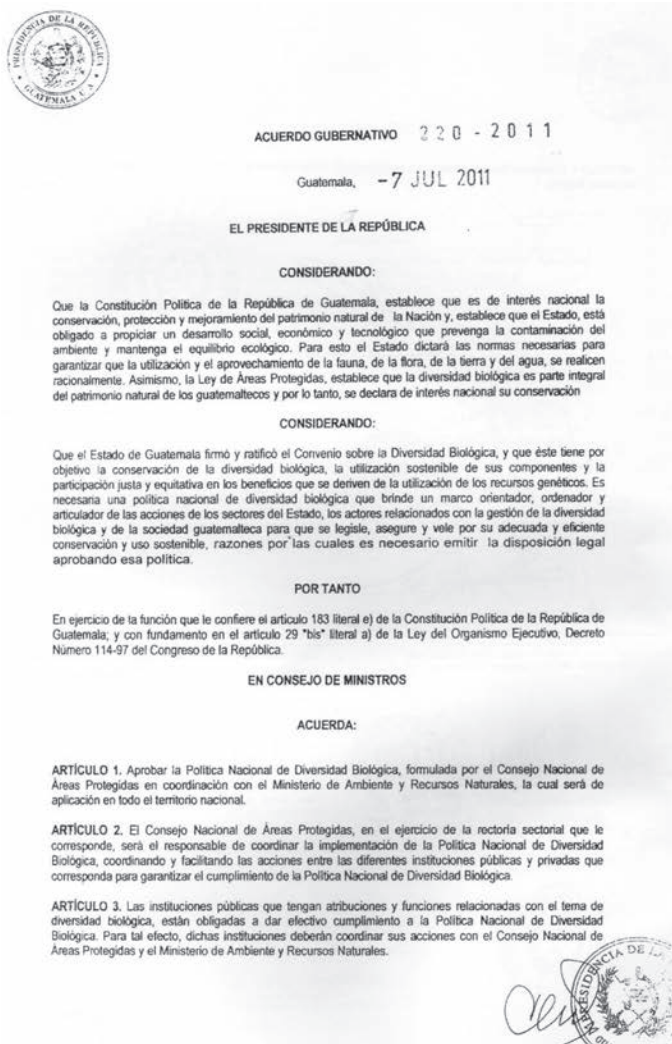 PRESIDENCIA DE LA REPUBLICA
GUATEMALA C.A.
ACUERDO GUBERNATIVO 220-2011
Guatemala, -7 JUL 2011
EL PRESIDENTE DE LA REPÚBLICA
CONSIDERANDO:
Que la Constitución Política de la República de Guatemala, establece que es de interés nacional la
conservación, protección y mejoramiento del patrimonio natural de la Nación y, establece que el Estado, está
obligado a propiciar un desarrollo social, económico y tecnológico que prevenga la contaminación del
ambiente y mantenga el equilibrio ecológico. Para esto el Estado dictará las normas necesarias para
garantizar que la utilización y el aprovechamiento de la fauna, de la flora, de la tierra y del agua, se realicen
racionalmente. Asimismo, la Ley de Áreas Protegidas, establece que la diversidad biológica es parte integral
del patrimonio natural de los guatemaltecos y por lo tanto, se declara de interés nacional su conservación
CONSIDERANDO:
Que el Estado de Guatemala firmó y ratificó el Convenio sobre la Diversidad Biológica, y que éste tiene por
objetivo la conservación de la diversidad biológica, la utilización sostenible de sus componentes y la
participación justa y equitativa en los beneficios que se deriven de la utilización de los recursos genéticos. Es
necesaria una política nacional de diversidad biológica que brinde un marco orientador, ordenador y
articulador de las acciones de los sectores del Estado, los actores relacionados con la gestión de la diversidad
biológica y de la sociedad guatemalteca para que se legisle, asegure y vele por su adecuada y eficiente
conservación y uso sostenible, razones por las cuales es necesario emitir la disposición legal
aprobando esa política.
POR TANTO
En ejercicio de la función que le confiere el artículo 183 literal e) de la Constitución Política de la República de
Guatemala; y con fundamento en el artículo 29 "bis" literal a) de la Ley del Organismo Ejecutivo, Decreto
Número 114-97 del Congreso de la República.
EN CONSEJO DE MINISTROS
ACUERDA:
ARTÍCULO 1. Aprobar la Política Nacional de Diversidad Biológica, formulada por el Consejo Nacional de
Áreas Protegidas en coordinación con el Ministerio de Ambiente y Recursos Naturales, la cual será de
aplicación en todo el territorio nacional.
ARTÍCULO 2. El Consejo Nacional de Áreas Protegidas, en el ejercicio de la rectoría sectorial que le
corresponde, será el responsable de coordinar la implementación de la Política Nacional de Diversidad
Biológica, coordinando y facilitando las acciones entre las diferentes instituciones públicas y privadas que
corresponda para garantizar el cumplimiento de la Política Nacional de Diversidad Biológica.
ARTÍCULO 3. Las instituciones públicas que tengan atribuciones y funciones relacionadas con el tema de
diversidad biológica, están obligadas a dar efectivo cumplimiento a la Política Nacional de Diversidad
Biológica. Para tal efecto, dichas instituciones deberán coordinar sus acciones con el Consejo Nacional de
Áreas Protegidas y el Ministerio de Ambiente y Recursos Naturales.
PRESIDENCIA DE LA